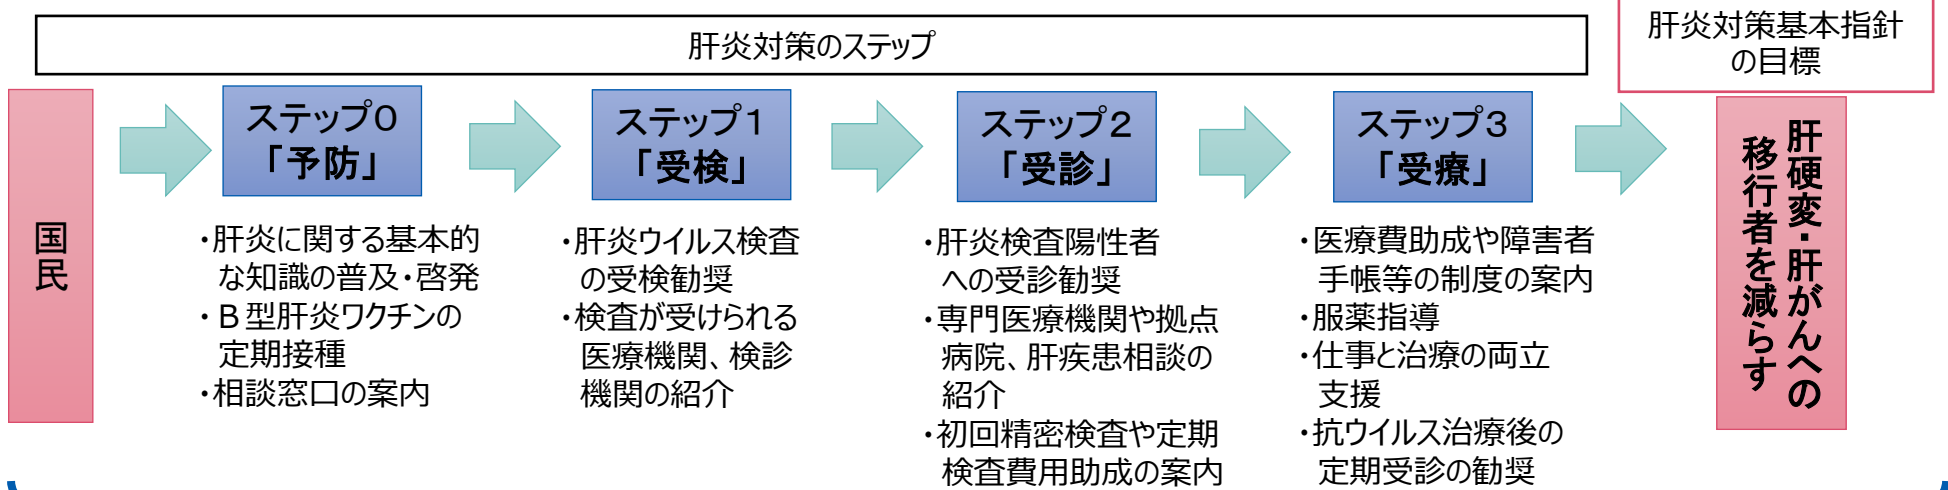 肝炎対策のステップ
肝炎対策基本指針
の目標
国民
ステップ０
「予防」
・肝炎に関する基本的
な知識の普及・啓発
・Ｂ型肝炎ワクチンの
定期接種
・相談窓口の案内
ステップ１
「受検」
・肝炎ウイルス検査
の受検勧奨
・検査が受けられる
医療機関、検診
機関の紹介
ステップ２
「受診」
・肝炎検査陽性者
への受診勧奨
・専門医療機関や拠点
病院、肝疾患相談の
紹介
・初回精密検査や定期
検査費用助成の案内
ステップ３
「受療」
・医療費助成や障害者
手帳等の制度の案内
・服薬指導
・仕事と治療の両立
支援
・抗ウイルス治療後の
定期受診の勧奨
肝硬変・肝がんへの
移行者を減らす